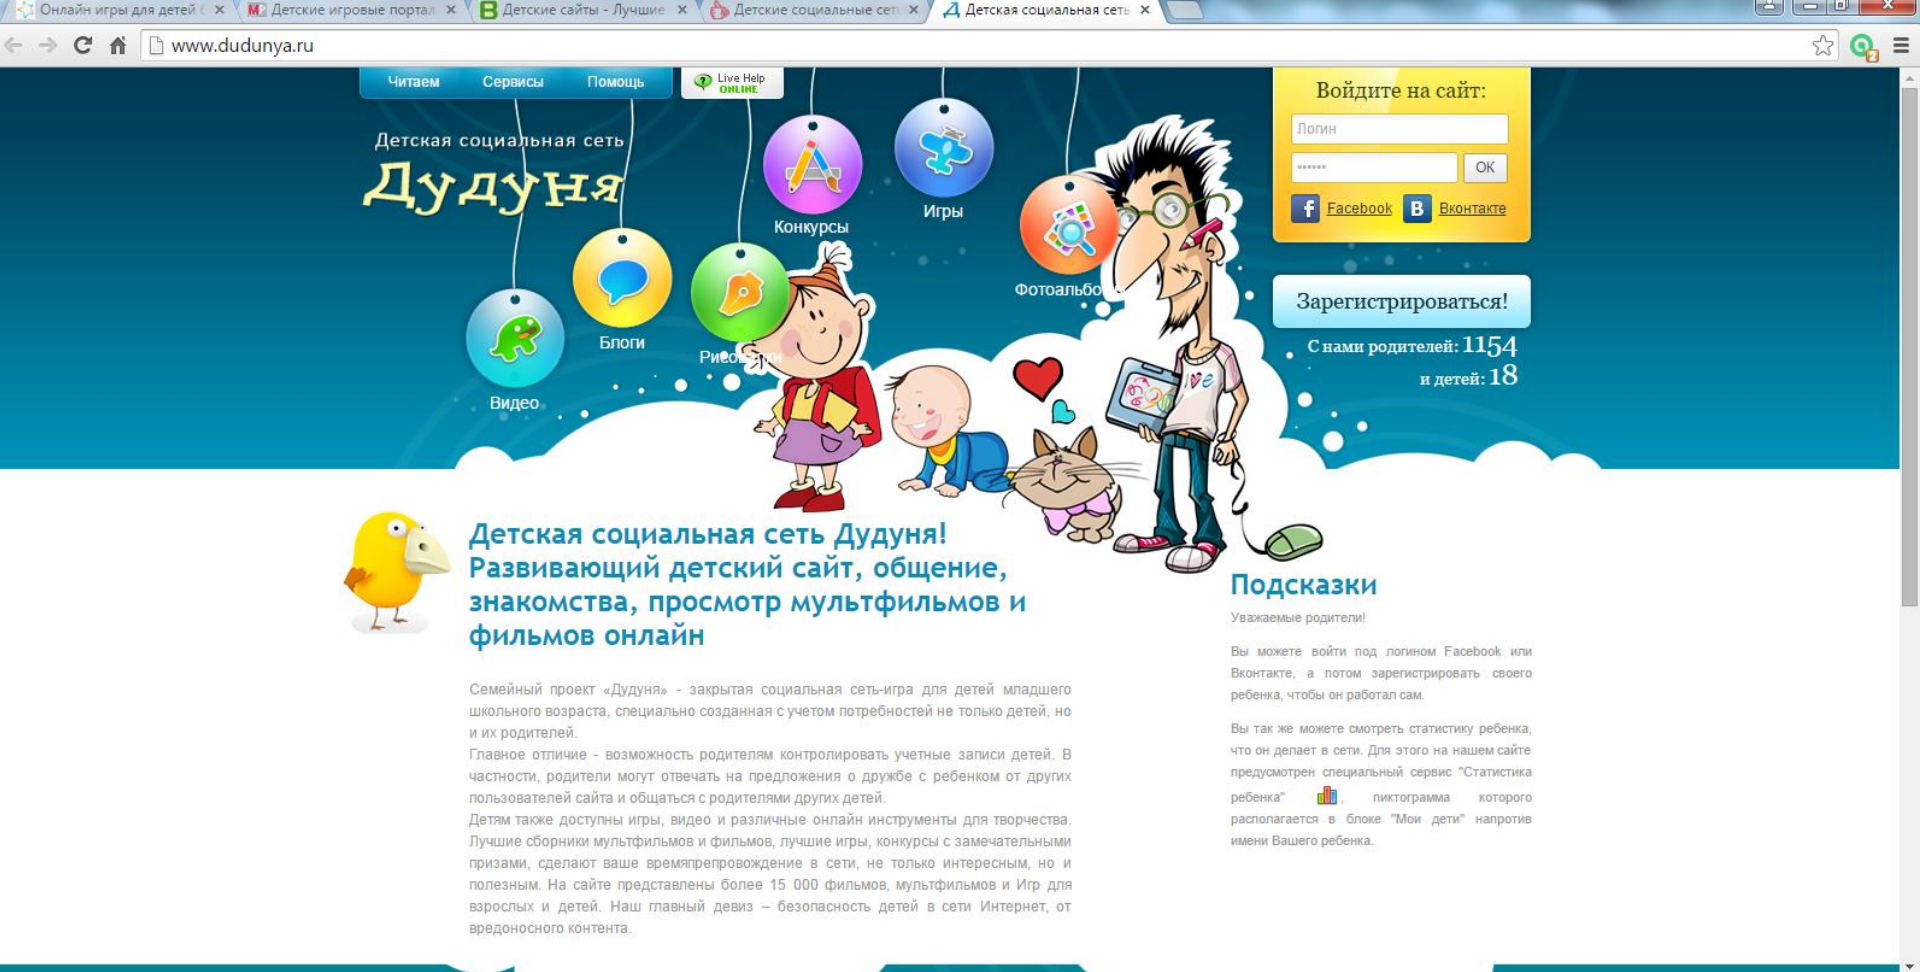 Онлайн игры для детей
Детские игровые портал
Детские сайты - Лучшие
Детские социальные сет
Детская социальная сеть
www.dudunya.ru
Читаем
Сервисы
Помощь
Live Help
ONLINE
Детская социальная сеть
Дудуня
Конкурсы
Игры
Фотоальбо
Блоги
Видео
Войдите на сайт:
Логин
ОК
Facebook
Вконтакте
Зарегистрироваться!
С нами родителей: 1154
и детей: 18
love
Детская социальная сеть Дудуня!
Развивающий детский сайт, общение,
знакомства, просмотр мультфильмов и
фильмов онлайн
Семейный проект «Дудуня» - закрытая социальная сеть-игра для детей младшего
школьного возраста, специально созданная с учетом потребностей не только детей, но
и их родителей.
Главное отличие - возможность родителям контролировать учетные записи детей. В
частности, родители могут отвечать на предложения о дружбе с ребенком от других
пользователей сайта и общаться с родителями других детей.
Детям также доступны игры, видео и различные онлайн инструменты для творчества.
Лучшие сборники мультфильмов и фильмов, лучшие игры, конкурсы с замечательными
призами, сделают ваше времяпрепровождение в сети, не только интересным, но и
полезным. На сайте представлены более 15 000 фильмов, мультфильмов и Игр для
взрослых и детей. Наш главный девиз – безопасность детей в сети Интернет, от
вредоносного контента.
Подсказки
Уважаемые родители!
Вы можете войти под логином Facebook или
Вконтакте, а потом зарегистрировать своего
ребенка, чтобы он работал сам.
Вы так же можете смотреть статистику ребенка,
что он делает в сети. Для этого на нашем сайте
предусмотрен специальный сервис "Статистика
ребенка" , пиктограмма которого
располагается в блоке "Мои дети" напротив
имени Вашего ребенка.